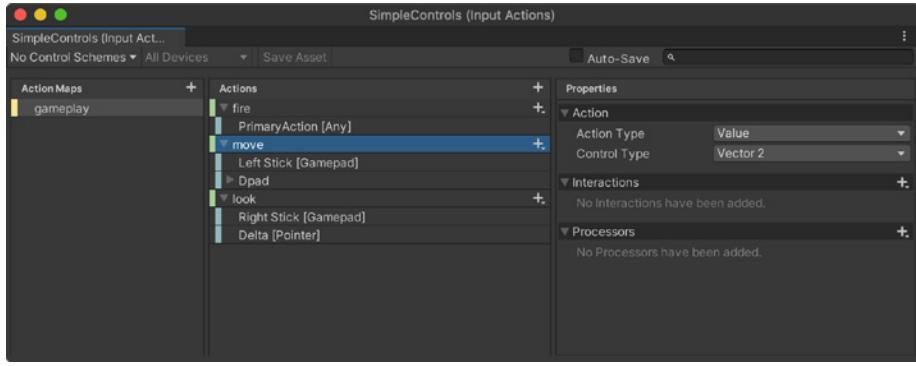 SimpleControls (Input Actions)
SimpleControls (Input Act...
No Control Schemes All Devices Save Asset Auto-Save
Action Maps
gameplay
Actions
fire
PrimaryAction [Any]
move
Left Stick [Gamepad]
Dpad
look
Right Stick [Gamepad]
Delta [Pointer]
Properties
Action
Action Type Value
Control Type Vector 2
Interactions
No Interactions have been added.
Processors
No Processors have been added.